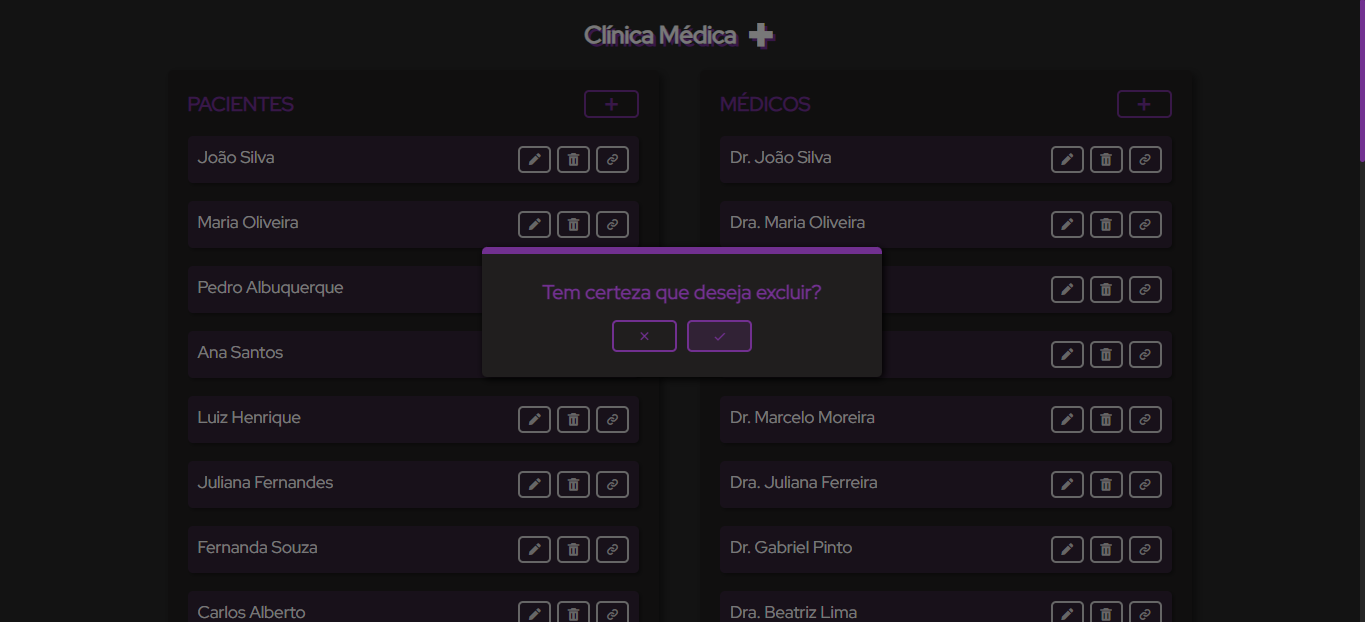 Clínica Médica
PACIENTES
João Silva
Maria Oliveira
Pedro Albuquerque
Ana Santos
Luiz Henrique
Juliana Fernandes
Fernanda Souza
Carlos Alberto
MÉDICOS
Dr. João Silva
Dra. Maria Oliveira
Dr. Marcelo Moreira
Dra. Juliana Ferreira
Dr. Gabriel Pinto
Dra. Beatriz Lima
Tem certeza que deseja excluir?